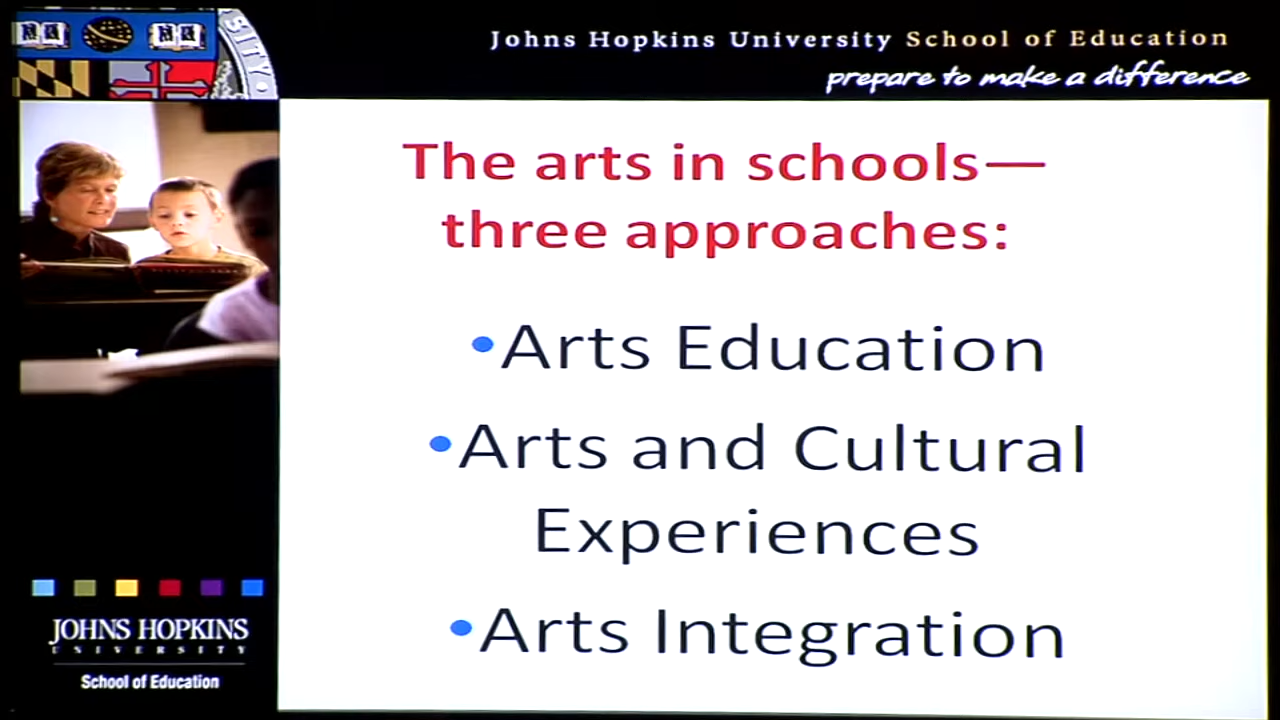 SITY
Johns Hopkins University School of Education
prepare to make a difference
The arts in schools—
three approaches:
•Arts Education
•Arts and Cultural
Experiences
•Arts Integration
JOHNS HOPKINS
UNIVERSITY
School of Education